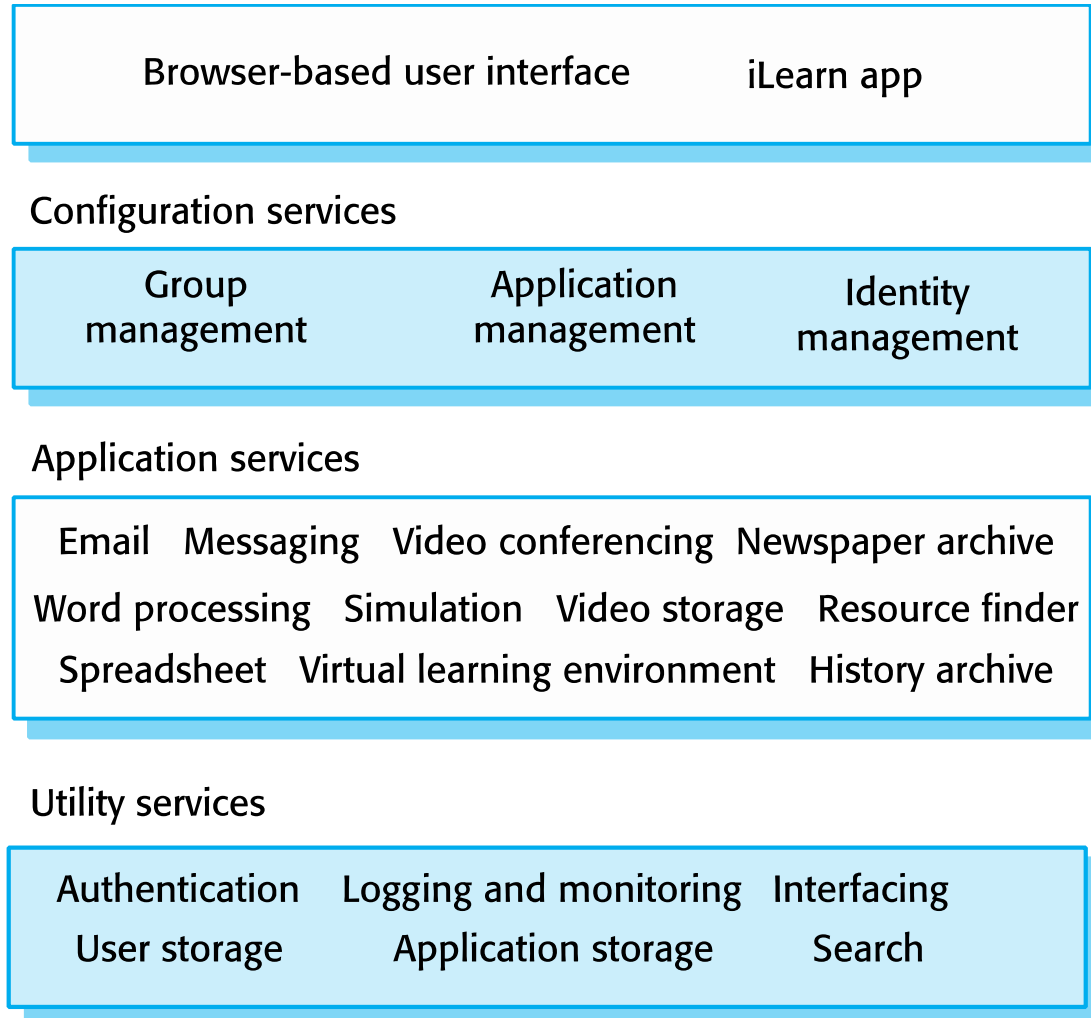 Browser-based user interface iLearn app
Configuration services
Group management Application management Identity management
Application services
Email Messaging Video conferencing Newspaper archive
Word processing Simulation Video storage Resource finder
Spreadsheet Virtual learning environment History archive
Utility services
Authentication Logging and monitoring Interfacing
User storage Application storage Search